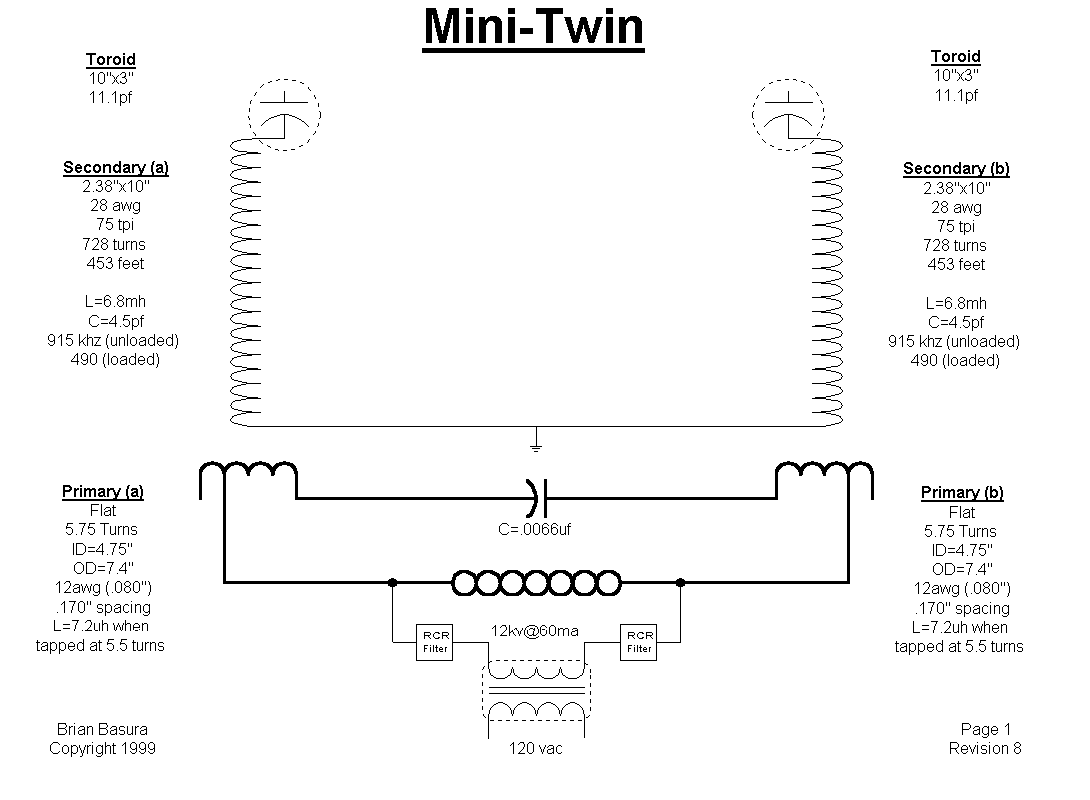 Mini-Twin
Toroid
10"x3"
11.1pf
Secondary (a)
2.38"x10"
28 awg
75 tpi
728 turns
453 feet
L=6.8mh
C=4.5pf
915 khz (unloaded)
490 (loaded)
Primary (a)
Flat
5.75 Turns
ID=4.75"
OD=7.4"
12awg (.080")
.170" spacing
L=7.2uh when
tapped at 5.5 turns
Brian Basura
Copyright 1999
C=.0066uf
12kv@60ma
RCR
Filter
RCR
Filter
120 vac
Toroid
10"x3"
11.1pf
Secondary (b)
2.38"x10"
28 awg
75 tpi
728 turns
453 feet
L=6.8mh
C=4.5pf
915 khz (unloaded)
490 (loaded)
Primary (b)
Flat
5.75 Turns
ID=4.75"
OD=7.4"
12awg (.080")
.170" spacing
L=7.2uh when
tapped at 5.5 turns
Page 1
Revision 8